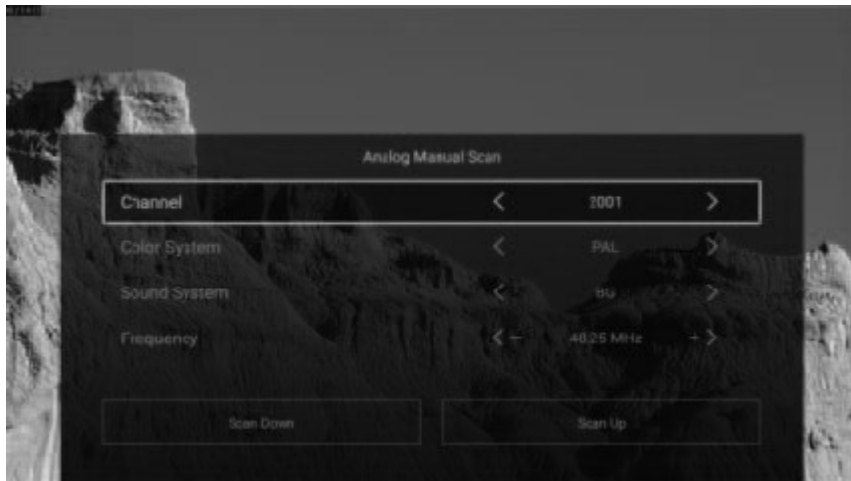 Analog Manual Scan
Channel < 2001 >
Color System < PAL >
Sound System < BG >
Frequency < − 48.25 MHz + >
Scan Down Scan Up